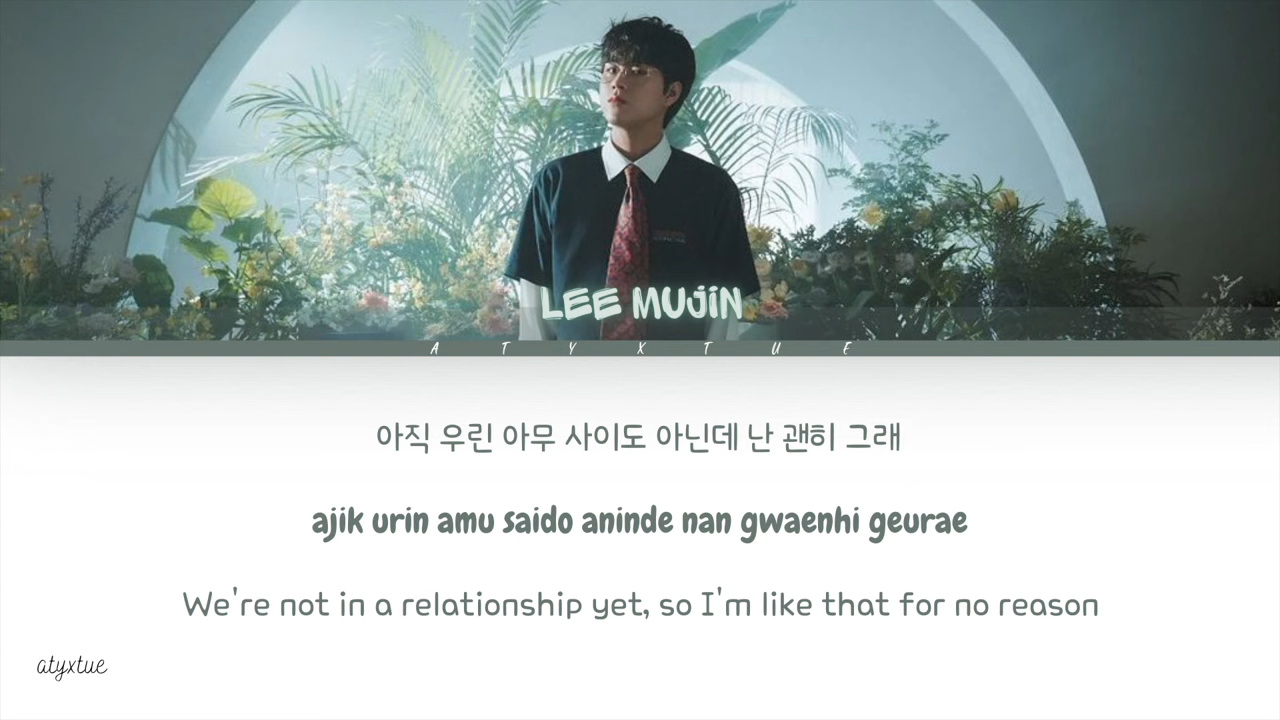 LEE MUJIN
ATYXTUE
아직 우린 아무 사이도 아닌데 난 괜히 그래
ajik urin amu saido aninde nan gwaenhi geurae
We're not in a relationship yet, so I'm like that for no reason
atyxtue